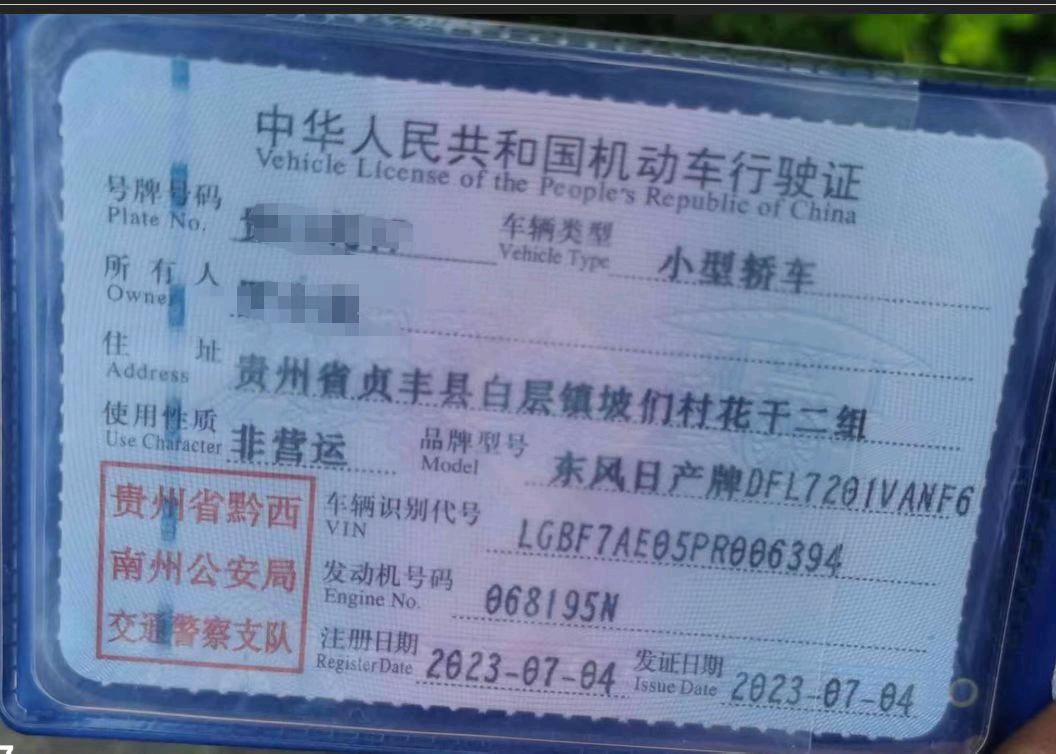 中华人民共和国机动车行驶证
Vehicle License of the People's Republic of China
号牌号码
Plate No.
车辆类型 小型轿车
Vehicle Type
所有人
Owner
住址 贵州省贞丰县白层镇坡们村花干二组
Address
使用性质 非营运
Use Character
品牌型号 东风日产牌DFL7201VANF6
Model
贵州省黔西
南州公安局
交通警察支队
车辆识别代号 LGBF7AE05PR006394
VIN
发动机号码 068195N
Engine No.
注册日期 2023-07-04
Register Date
发证日期 2023-07-04
Issue Date